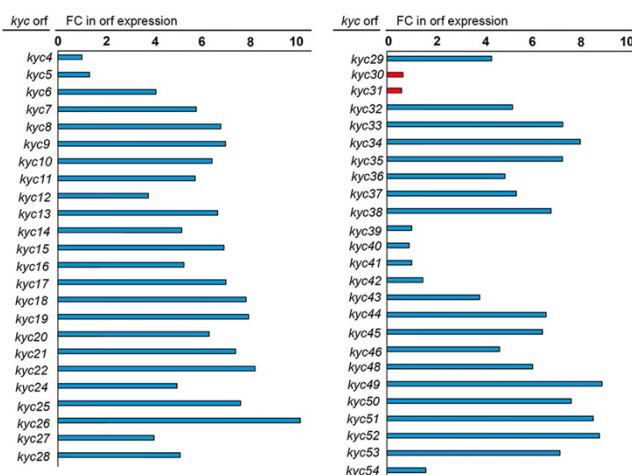 kyc orf FC in orf expression
0 2 4 6 8 10
kyc4
kyc5
kyc6
kyc7
kyc8
kyc9
kyc10
kyc11
kyc12
kyc13
kyc14
kyc15
kyc16
kyc17
kyc18
kyc19
kyc20
kyc21
kyc22
kyc24
kyc25
kyc26
kyc27
kyc28
kyc orf FC in orf expression
0 2 4 6 8 10
kyc29
kyc30
kyc31
kyc32
kyc33
kyc34
kyc35
kyc36
kyc37
kyc38
kyc39
kyc40
kyc41
kyc42
kyc43
kyc44
kyc45
kyc46
kyc48
kyc49
kyc50
kyc51
kyc52
kyc53
kyc54